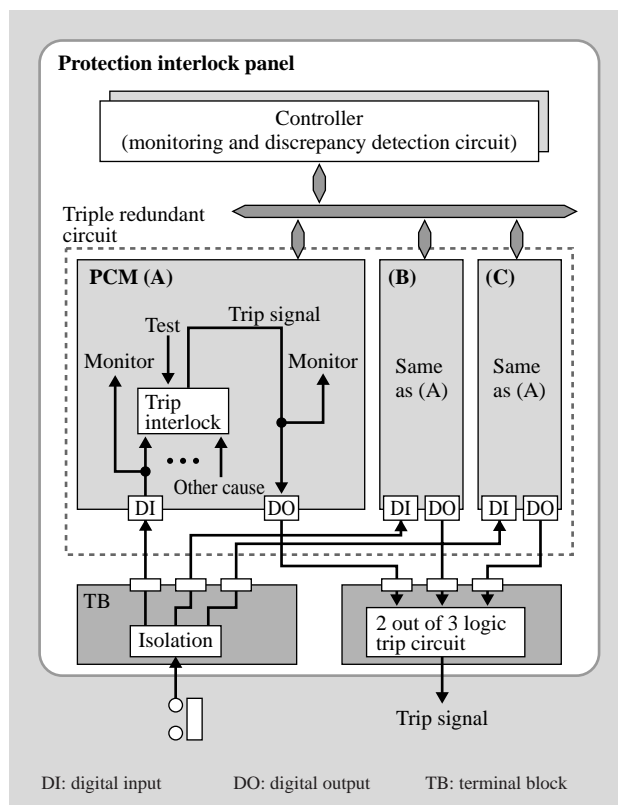 Protection interlock panel
Controller
(monitoring and discrepancy detection circuit)
Triple redundant
circuit
PCM (A)
(B)
(C)
Test
Trip signal
Monitor
Monitor
Trip
interlock
Same
as (A)
Same
as (A)
Other cause
DI
DO
DI
DO
DI
DO
TB
Isolation
2 out of 3 logic
trip circuit
Trip signal
DI: digital input
DO: digital output
TB: terminal block